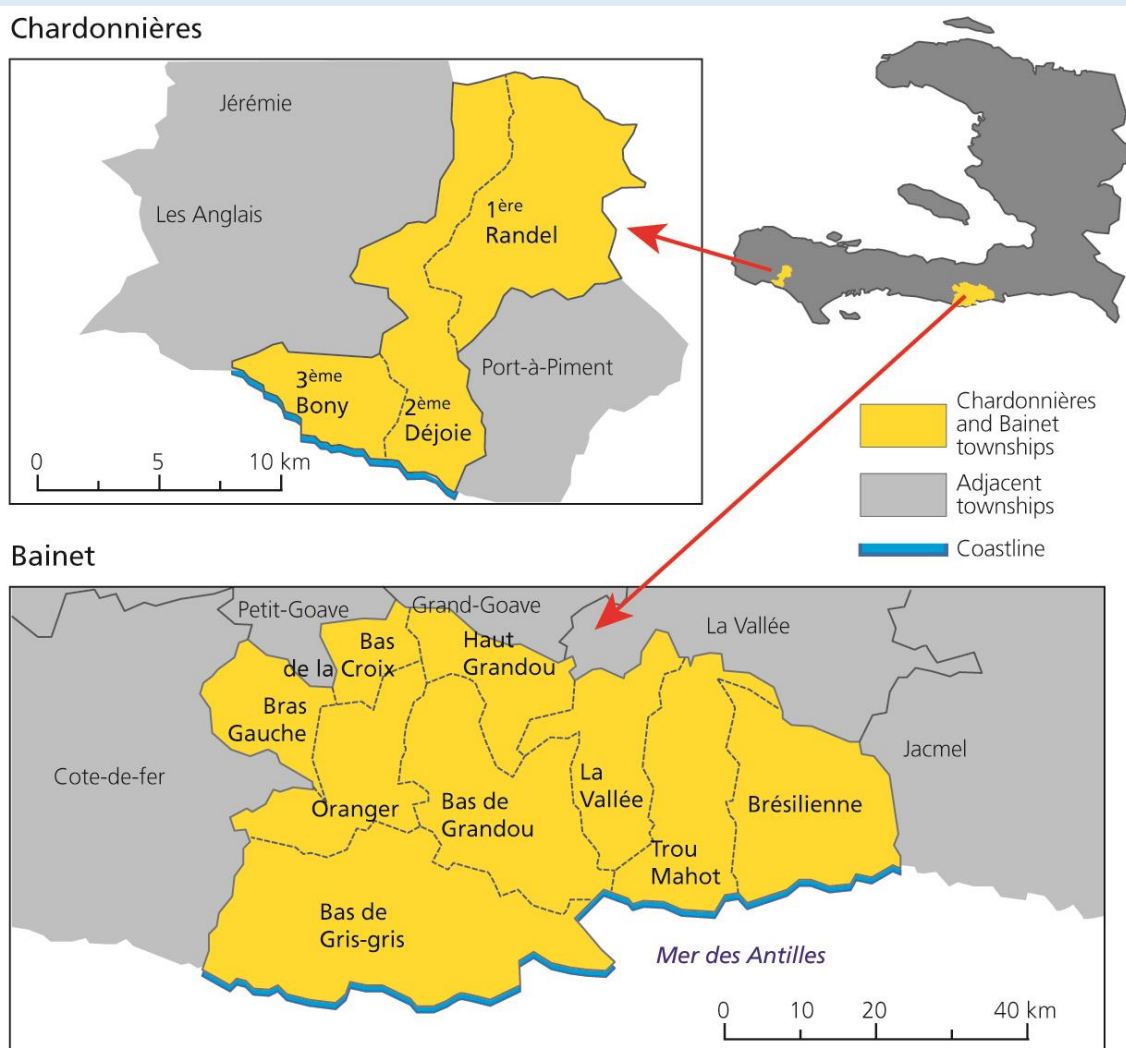 Chardonnières
Jérémie
Les Anglais
1ère
Randel
Port-à-Piment
3ème
Bony
2ème
Déjoie
0 5 10 km
Chardonnières
and Bainet
townships
Adjacent
townships
Coastline
Bainet
Petit-Goave
Grand-Goave
La Vallée
Bas
de la Croix
Haut
Grandou
Bras
Gauche
Cote-de-fer
Jacmel
Oranger
Bas de
Grandou
La
Vallée
Brésilienne
Trou
Mahot
Bas de
Gris-gris
Mer des Antilles
0 10 20 40 km